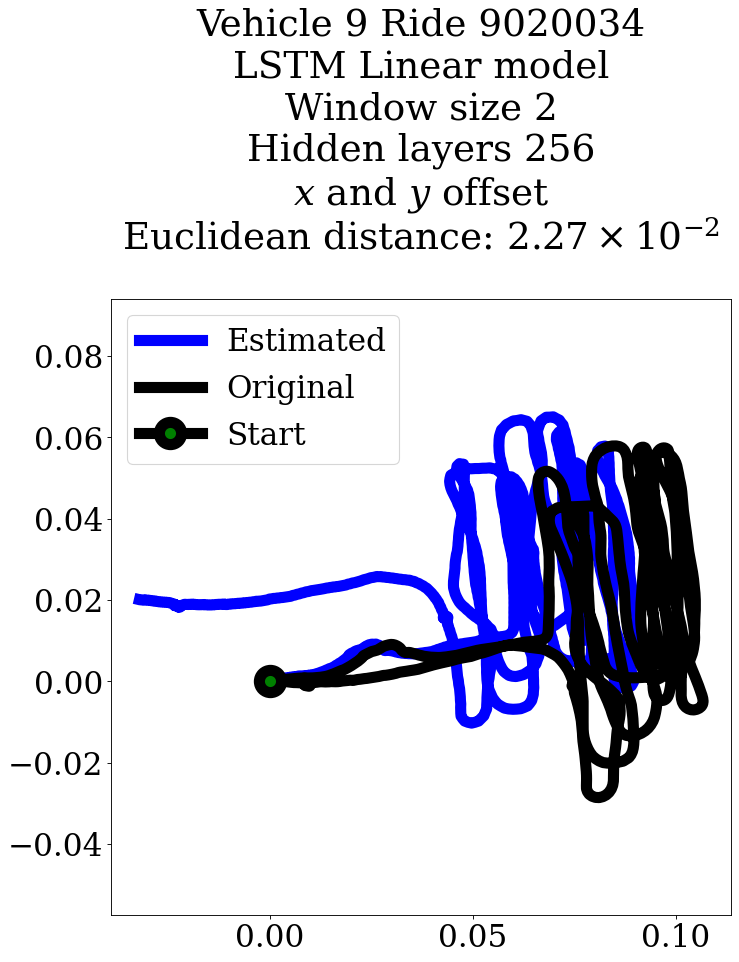 Vehicle 9 Ride 9020034
LSTM Linear model
Window size 2
Hidden layers 256
x and y offset
Euclidean distance: 2.27 × 10⁻²
Estimated
Original
Start
0.08
0.06
0.04
0.02
0.00
−0.02
−0.04
0.00 0.05 0.10